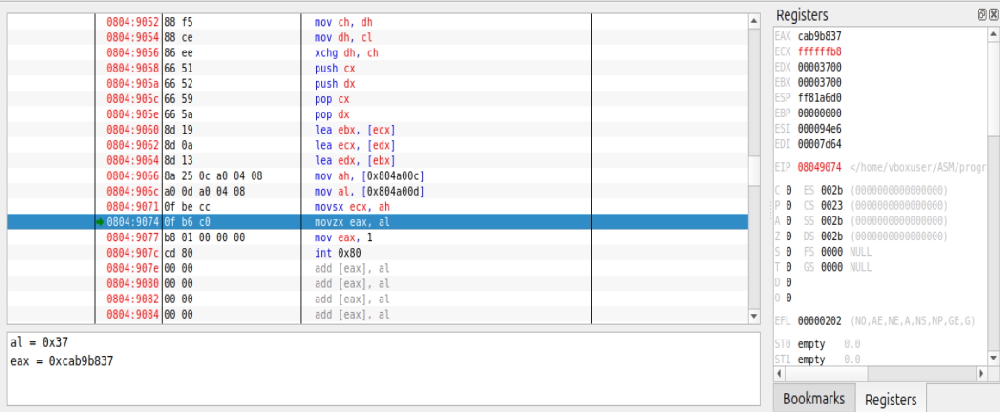 0804:9052 88 f5 mov ch, dh
0804:9054 88 ce mov dh, cl
0804:9056 86 ee xchg dh, ch
0804:9058 66 51 push cx
0804:905a 66 52 push dx
0804:905c 66 59 pop cx
0804:905e 66 5a pop dx
0804:9060 8d 19 lea ebx, [ecx]
0804:9062 8d 0a lea ecx, [edx]
0804:9064 8d 13 lea edx, [ebx]
0804:9066 8a 25 0c a0 04 08 mov ah, [0x804a00c]
0804:906c a0 0d a0 04 08 mov al, [0x804a00d]
0804:9071 0f be cc movsx ecx, ah
0804:9074 0f b6 c0 movzx eax, al
0804:9077 b8 01 00 00 00 mov eax, 1
0804:907c cd 80 int 0x80
0804:907e 00 00 add [eax], al
0804:9080 00 00 add [eax], al
0804:9082 00 00 add [eax], al
0804:9084 00 00 add [eax], al
al = 0x37
eax = 0xcab9b837
Registers
EAX cab9b837
ECX ffffffb8
EDX 00003700
EBX 00003700
ESP ff81a6d0
EBP 00000000
ESI 000094e6
EDI 00007d64
EIP 08049074 </home/vboxuser/ASM/progr
C 0 ES 002b (0000000000000000)
P 0 CS 0023 (0000000000000000)
A 0 SS 002b (0000000000000000)
Z 0 DS 002b (0000000000000000)
S 0 FS 0000 NULL
T 0 GS 0000 NULL
D 0
O 0
EFL 00000202 (NO,AE,NE,A,NS,NP,GE,G)
ST0 empty 0.0
ST1 empty 0.0
Bookmarks Registers